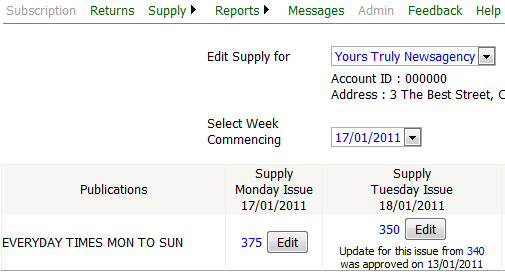 Subscription Returns Supply Reports Messages Admin Feedback Help
Edit Supply for Yours Truly Newsagency
Account ID : 000000
Address : 3 The Best Street, C
Select Week
Commencing 17/01/2011
Publications
Supply
Monday Issue
17/01/2011
Supply
Tuesday Issue
18/01/2011
EVERYDAY TIMES MON TO SUN
375 Edit
350 Edit
Update for this issue from 340
was approved on 13/01/2011